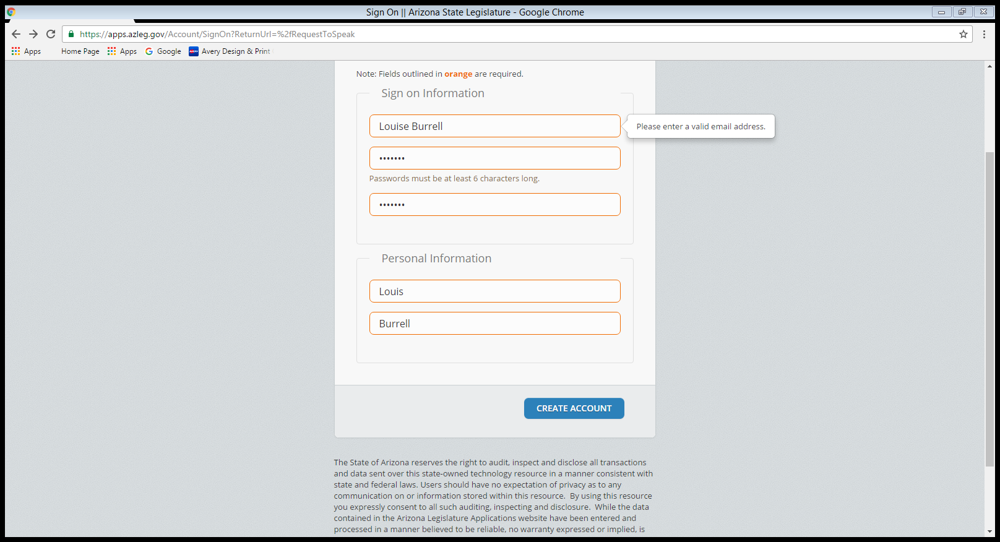 Sign On || Arizona State Legislature - Google Chrome
https://apps.azleg.gov/Account/SignOn?ReturnUrl=%2fRequestToSpeak
Apps Home Page Apps Google AVERY Avery Design & Print
Note: Fields outlined in orange are required.
Sign on Information
Louise Burrell
Please enter a valid email address.
•••••••
Passwords must be at least 6 characters long.
•••••••
Personal Information
Louis
Burrell
CREATE ACCOUNT
The State of Arizona reserves the right to audit, inspect and disclose all transactions
and data sent over this state-owned technology resource in a manner consistent with
state and federal laws. Users should have no expectation of privacy as to any
communication on or information stored within this resource.  By using this resource
you expressly consent to all such auditing, inspecting and disclosure.  While the data
contained in the Arizona Legislature Applications website have been entered and
processed in a manner believed to be reliable, no warranty expressed or implied, is